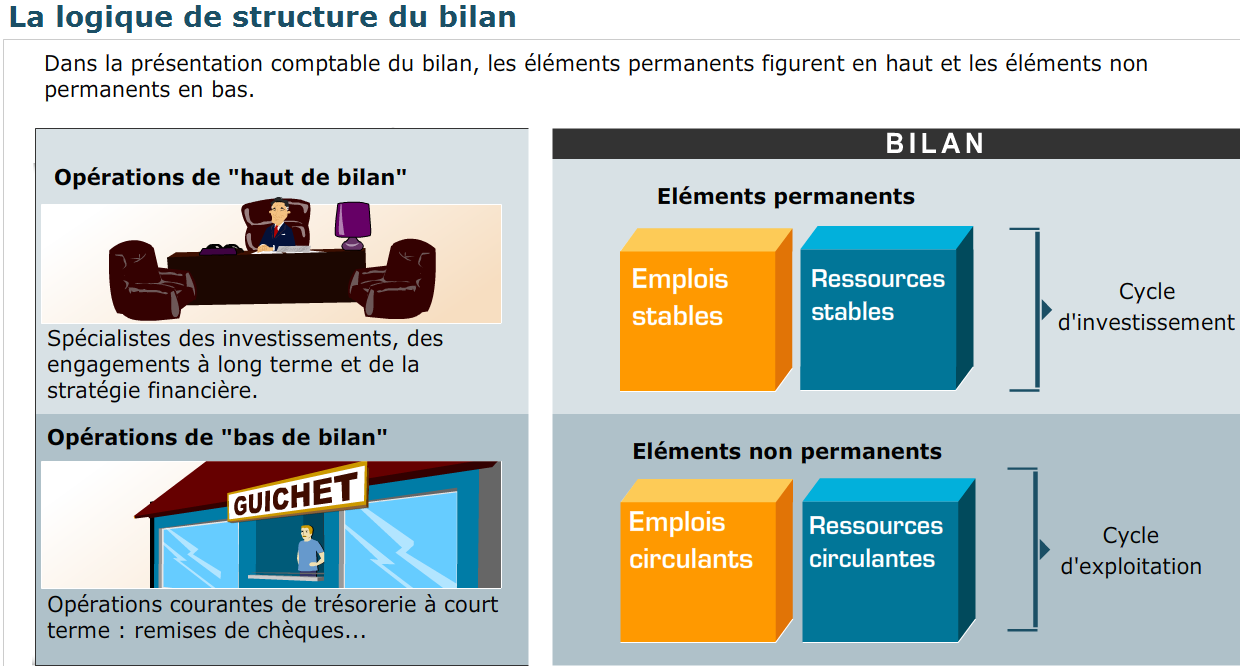 La logique de structure du bilan
Dans la présentation comptable du bilan, les éléments permanents figurent en haut et les éléments non
permanents en bas.
Opérations de "haut de bilan"
Spécialistes des investissements, des
engagements à long terme et de la
stratégie financière.
Opérations de "bas de bilan"
GUICHET
Opérations courantes de trésorerie à court
terme : remises de chèques...
BILAN
Eléments permanents
Emplois
stables
Ressources
stables
Cycle
d'investissement
Eléments non permanents
Emplois
circulants
Ressources
circulantes
Cycle
d'exploitation